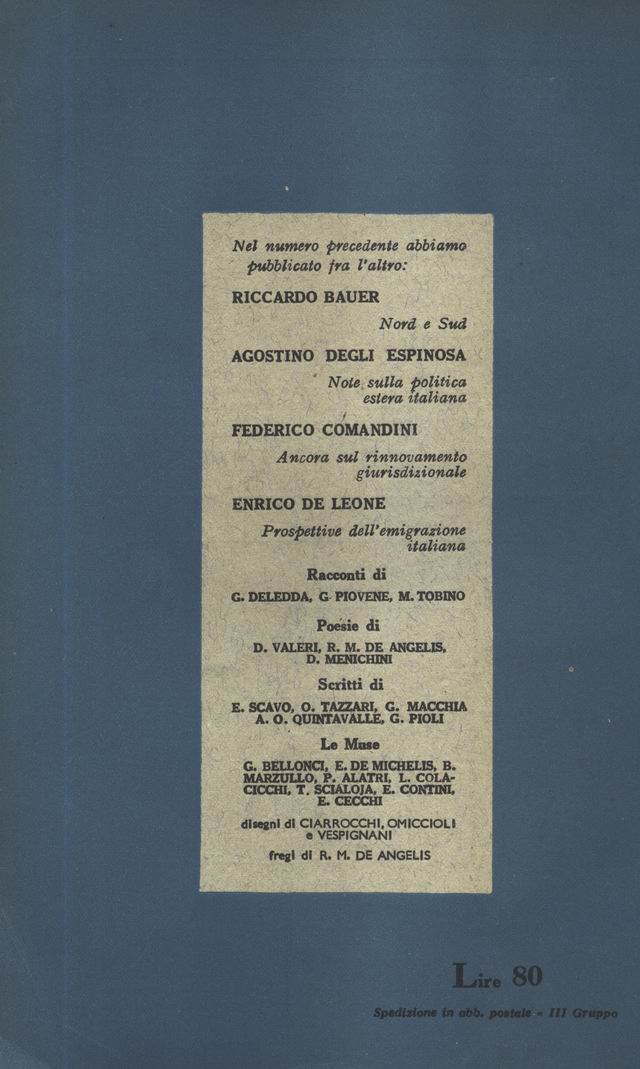 Nel numero precedente abbiamo
pubblicato fra l'altro:
RICCARDO BAUER
Nord e Sud
AGOSTINO DEGLI ESPINOSA
Note sulla politica
estera italiana
FEDERICO COMANDINI
Ancora sul rinnovamento
giurisdizionale
ENRICO DE LEONE
Prospettive dell'emigrazione
italiana
Racconti di
G. DELEDDA, G. PIOVENE, M. TOBINO
Poesie di
D. VALERI, R. M. DE ANGELIS,
D. MENICHINI
Scritti di
E. SCAVO, O. TAZZARI, G. MACCHIA
A. O. QUINTAVALLE, G. PIOLI
Le Muse
G. BELLONCI, E. DE MICHELIS, B.
MARZULLO, P. ALATRI, L. COLA-
CICCHI, T. SCIALOJA, E. CONTINI,
E. CECCHI
disegni di CIARROCCHI, OMICCIOLI
e VESPIGNANI
fregi di R. M. DE ANGELIS
Lire 80
Spedizione in abb. postale - III Gruppo